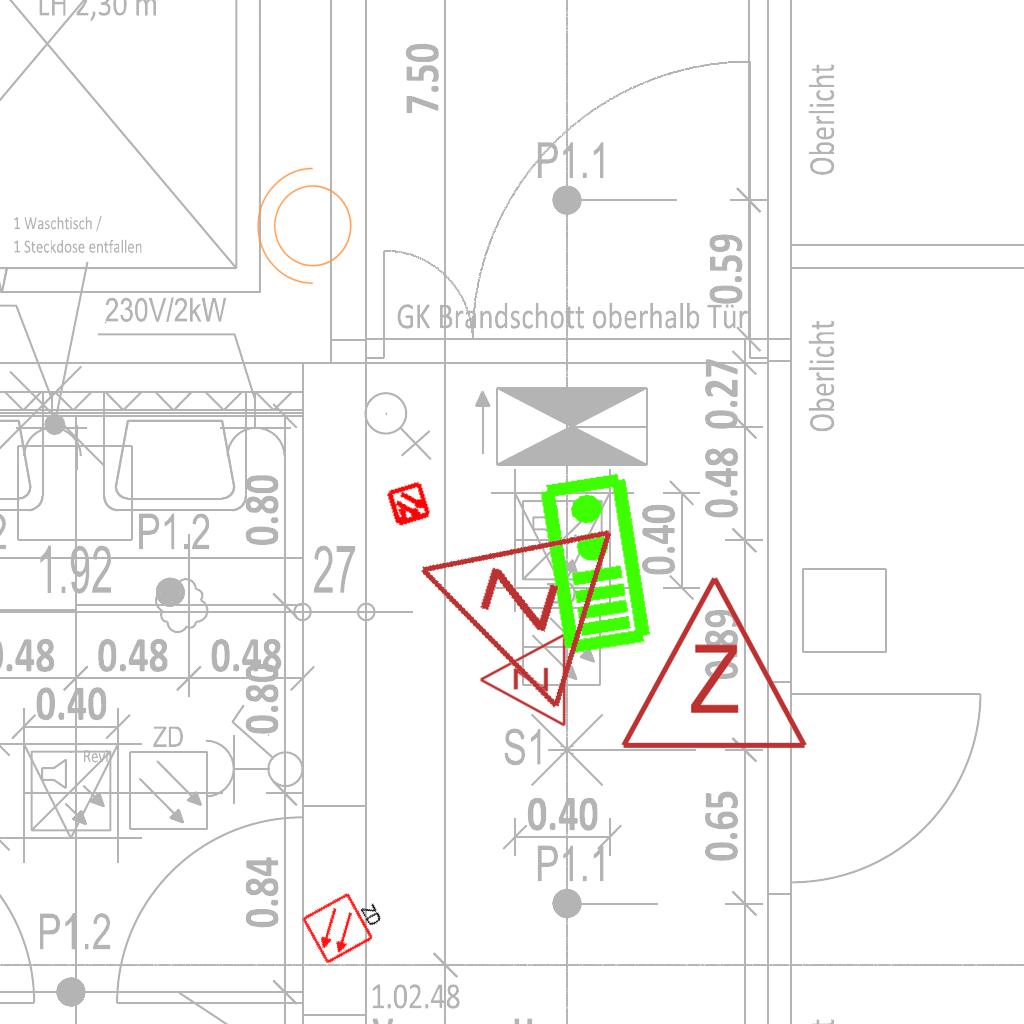 LH 2,30 m
7.50
Oberlicht
P1.1
1 Waschtisch /
1 Steckdose entfallen
0.59
230V/2kW
GK Brandschott oberhalb Tür
Oberlicht
0.27
0.48
0.80
P1.2
0.40
1.92
27
Z
0.89
Z
Z
0.48
0.48
0.48
0.80
0.40
ZD
S1
0.65
0.40
P1.1
0.84
ZD
P1.2
1.02.48